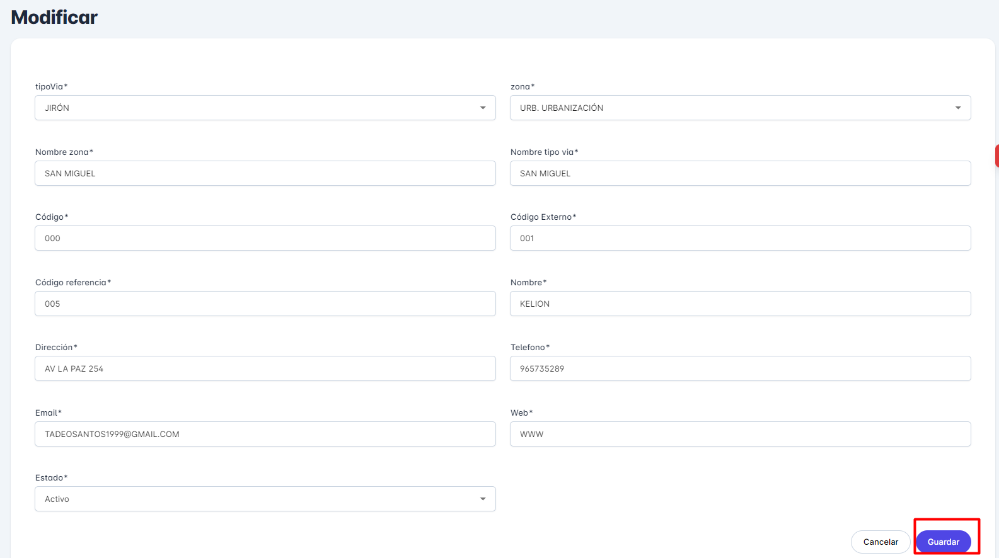 Modificar
tipoVia* zona*
JIRÓN URB. URBANIZACIÓN
Nombre zona* Nombre tipo via*
SAN MIGUEL SAN MIGUEL
Código* Código Externo*
000 001
Código referencia* Nombre*
005 KELION
Dirección* Telefono*
AV LA PAZ 254 965735289
Email* Web*
TADEOSANTOS1999@GMAIL.COM WWW
Estado*
Activo
Cancelar Guardar